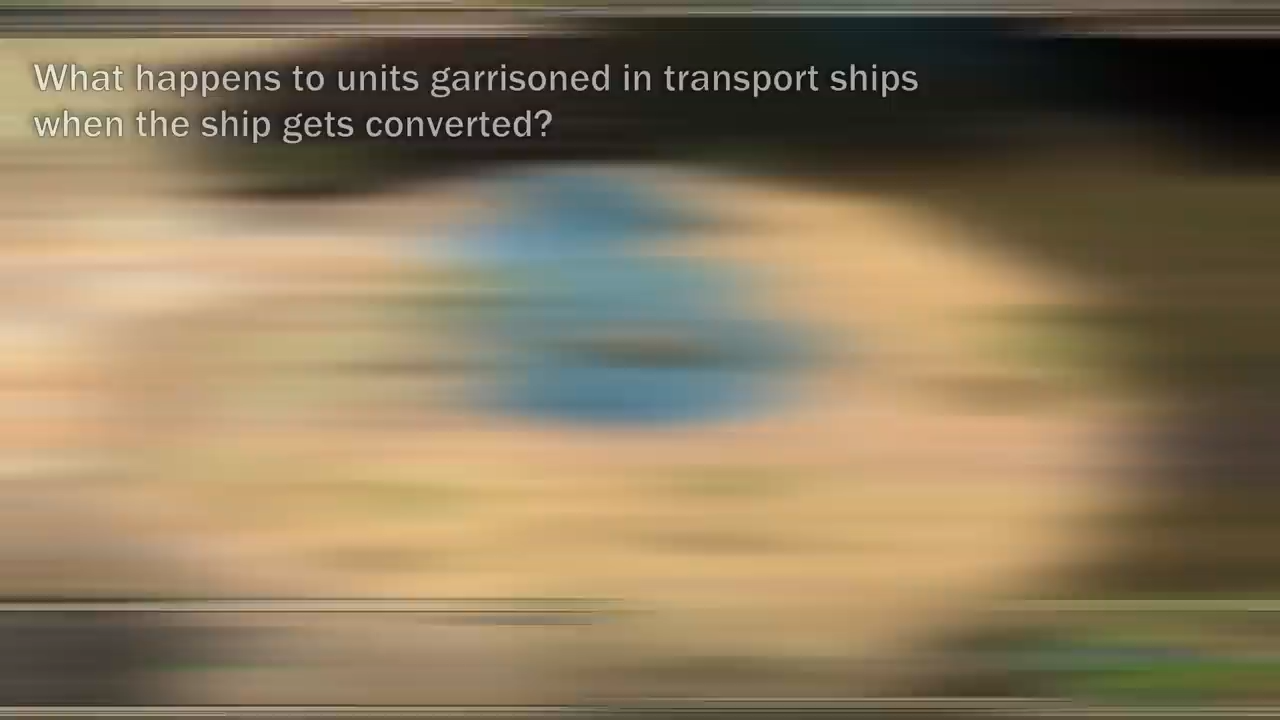 What happens to units garrisoned in transport ships
when the ship gets converted?